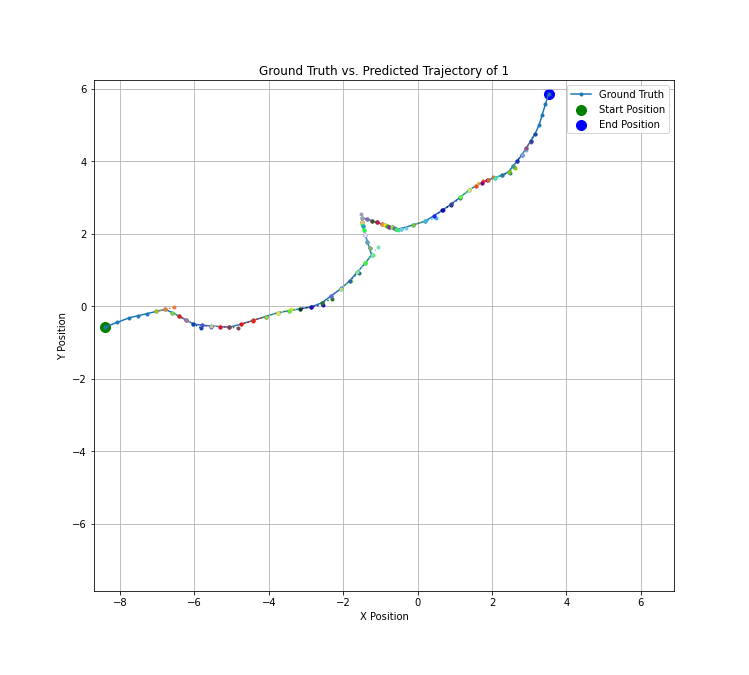 Ground Truth vs. Predicted Trajectory of 1
Ground Truth
Start Position
End Position
6
4
2
0
−2
−4
−6
Y Position
−8
−6
−4
−2
0
2
4
6
X Position